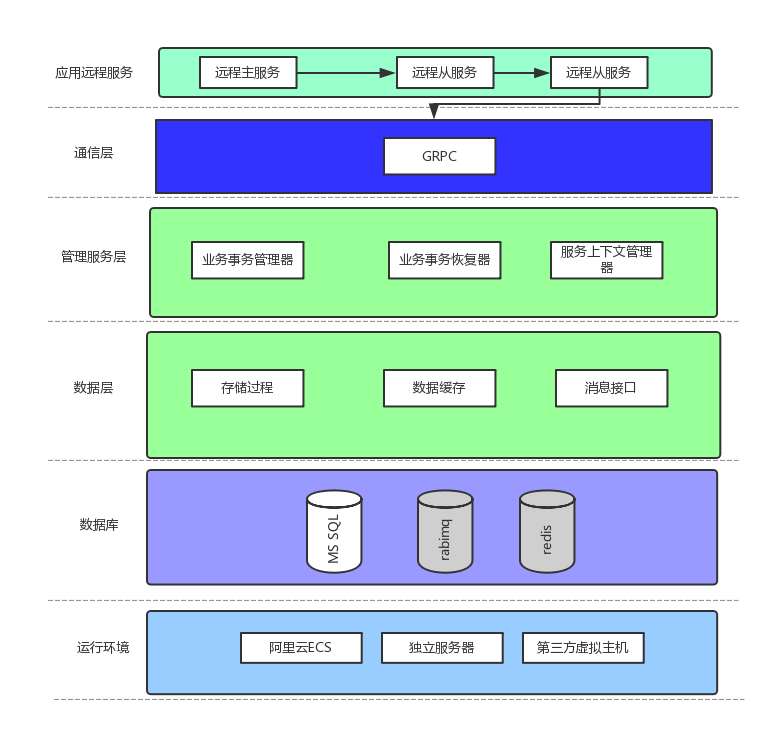 应用远程服务
远程主服务
远程从服务
远程从服务
通信层
GRPC
管理服务层
业务事务管理器
业务事务恢复器
服务上下文管理
器
数据层
存储过程
数据缓存
消息接口
数据库
MS SQL
rabimq
redis
运行环境
阿里云ECS
独立服务器
第三方虚拟主机